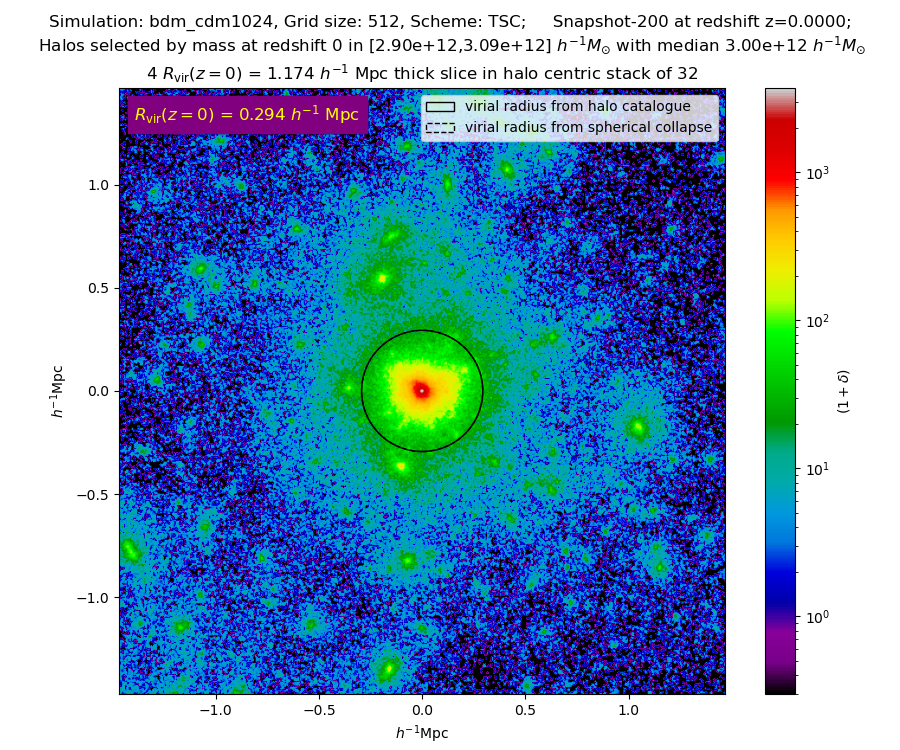 Simulation: bdm_cdm1024, Grid size: 512, Scheme: TSC;     Snapshot-200 at redshift z=0.0000;
Halos selected by mass at redshift 0 in [2.90e+12,3.09e+12] h⁻¹M⊙ with median 3.00e+12 h⁻¹M⊙
4 Rvir(z = 0) = 1.174 h⁻¹ Mpc thick slice in halo centric stack of 32
Rvir(z = 0) = 0.294 h⁻¹ Mpc
virial radius from halo catalogue
virial radius from spherical collapse
1.0
0.5
0.0
−0.5
−1.0
h⁻¹Mpc
−1.0 −0.5 0.0 0.5 1.0
h⁻¹Mpc
10³
10²
10¹
10⁰
(1 + δ)